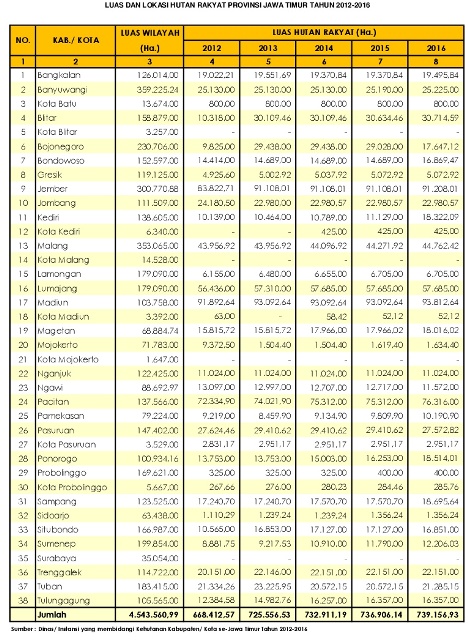 LUAS DAN LOKASI HUTAN RAKYAT PROVINSI JAWA TIMUR TAHUN 2012-2016
NO. KAB./ KOTA LUAS WILAYAH (Ha.) LUAS HUTAN RAKYAT (Ha.)
2012 2013 2014 2015 2016
1 2 3 4 5 6 7 8
1 Bangkalan 126.014.00 19.022,21 19.551.69 19.370,84 19.370,84 19.495,84
2 Banyuwangi 359.225.24 25.130.00 25.130.00 25.130.00 25.190.00 25.225.00
3 Kota Batu 13.674.00 800.00 800.00 800.00 800.00 800.00
4 Blitar 158.879.00 10.318.00 30.109.46 30.109.46 30.634.46 30.714.59
5 Kota Blitar 3.257.00 - - - - -
6 Bojonegoro 230.706.00 9.825.00 29.438.00 29.438.00 29.028.00 17.647,12
7 Bondowoso 152.597.00 14.414.00 14.689.00 14.689.00 14.689.00 16.869,47
8 Gresik 119.125.00 4.925.60 5.002.92 5.037.92 5.072.92 5.072.92
9 Jember 300.770.88 83.822,71 91.108.01 91.108.01 91.108.01 91.208.01
10 Jombang 111.509.00 24.180.50 22.980.00 22.980.57 22.980.57 22.980.57
11 Kediri 138.605.00 10.139.00 10.464.00 10.789.00 11.129.00 18.322.09
12 Kota Kediri 6.340.00 - - 425.00 425.00 425.00
13 Malang 353.065.00 43.956.92 43.956.92 44.096.92 44.271.92 44.762,42
14 Kota Malang 14.528.00 - - - - -
15 Lamongan 179.090.00 6.155.00 6.480.00 6.655.00 6.705.00 6.705.00
16 Lumajang 179.090.00 56.436.00 57.310.00 57.685.00 57.685.00 57.685.00
17 Madiun 103.758.00 91.892,64 93.092,64 93.092,64 93.092,64 93.812,64
18 Kota Madiun 3.392.00 63,00 - 58.42 52,12 52,12
19 Magetan 68.884,74 15.815,72 15.815,72 17.966.00 17.966.02 18.016.02
20 Mojokerto 71.783.00 9.372.50 1.504.40 1.504.40 1.619.40 1.634.40
21 Kota Mojokerto 1.647.00 - - - - -
22 Nganjuk 122.425.00 11.024.00 11.024.00 11.024.00 11.024.00 11.024.00
23 Ngawi 88.692,97 13.097.00 12.997.00 12.707.00 12.717.00 11.572.00
24 Pacitan 137.566.00 72.334.90 74.021.90 75.312.00 75.312.00 76.316.00
25 Pamekasan 79.224.00 9.219.00 8.459.90 9.134.90 9.809.90 10.190.90
26 Pasuruan 147.402.00 27.624.46 29.410.62 29.410.62 29.410.62 27.572.82
27 Kota Pasuruan 3.529.00 2.831.17 2.951.17 2.951,17 2.951,17 2.951.17
28 Ponorogo 100.934.16 13.753.00 13.753.00 15.003.00 16.253.00 18.514.01
29 Probolinggo 169.621.00 325.00 325.00 325.00 400.00 400.00
30 Kota Probolinggo 5.667.00 267.66 276.00 280.23 284.46 285.76
31 Sampang 123.525.00 17.240.70 17.240.70 17.570,70 17.570,70 18.695,64
32 Sidoarjo 63.438.00 1.110.29 1.239.24 1.239.24 1.356.24 1.356.24
33 Situbondo 166.987.00 10.565.00 16.853.00 17.127.00 17.127.00 16.851.00
34 Sumenep 199.854.00 8.881.75 9.217.53 10.910.00 11.790.00 12.206.03
35 Surabaya 35.054.00 - - - - -
36 Trenggalek 114.722.00 20.151.00 22.146.00 22.151.00 22.151.00 22.151.00
37 Tuban 183.415.00 21.334.26 23.225.95 20.572,15 20.572,15 21.285,15
38 Tulungagung 105.565.00 12.384.58 14.982.76 16.257.00 16.357.00 16.357.00
Jumlah 4.543.560,99 668.412,57 725.556,53 732.911,19 736.906,14 739.156,93
Sumber : Dinas/ Instansi yang membidangi Kehutanan Kabupaten/ Kota se-Jawa Timur Tahun 2012-2016